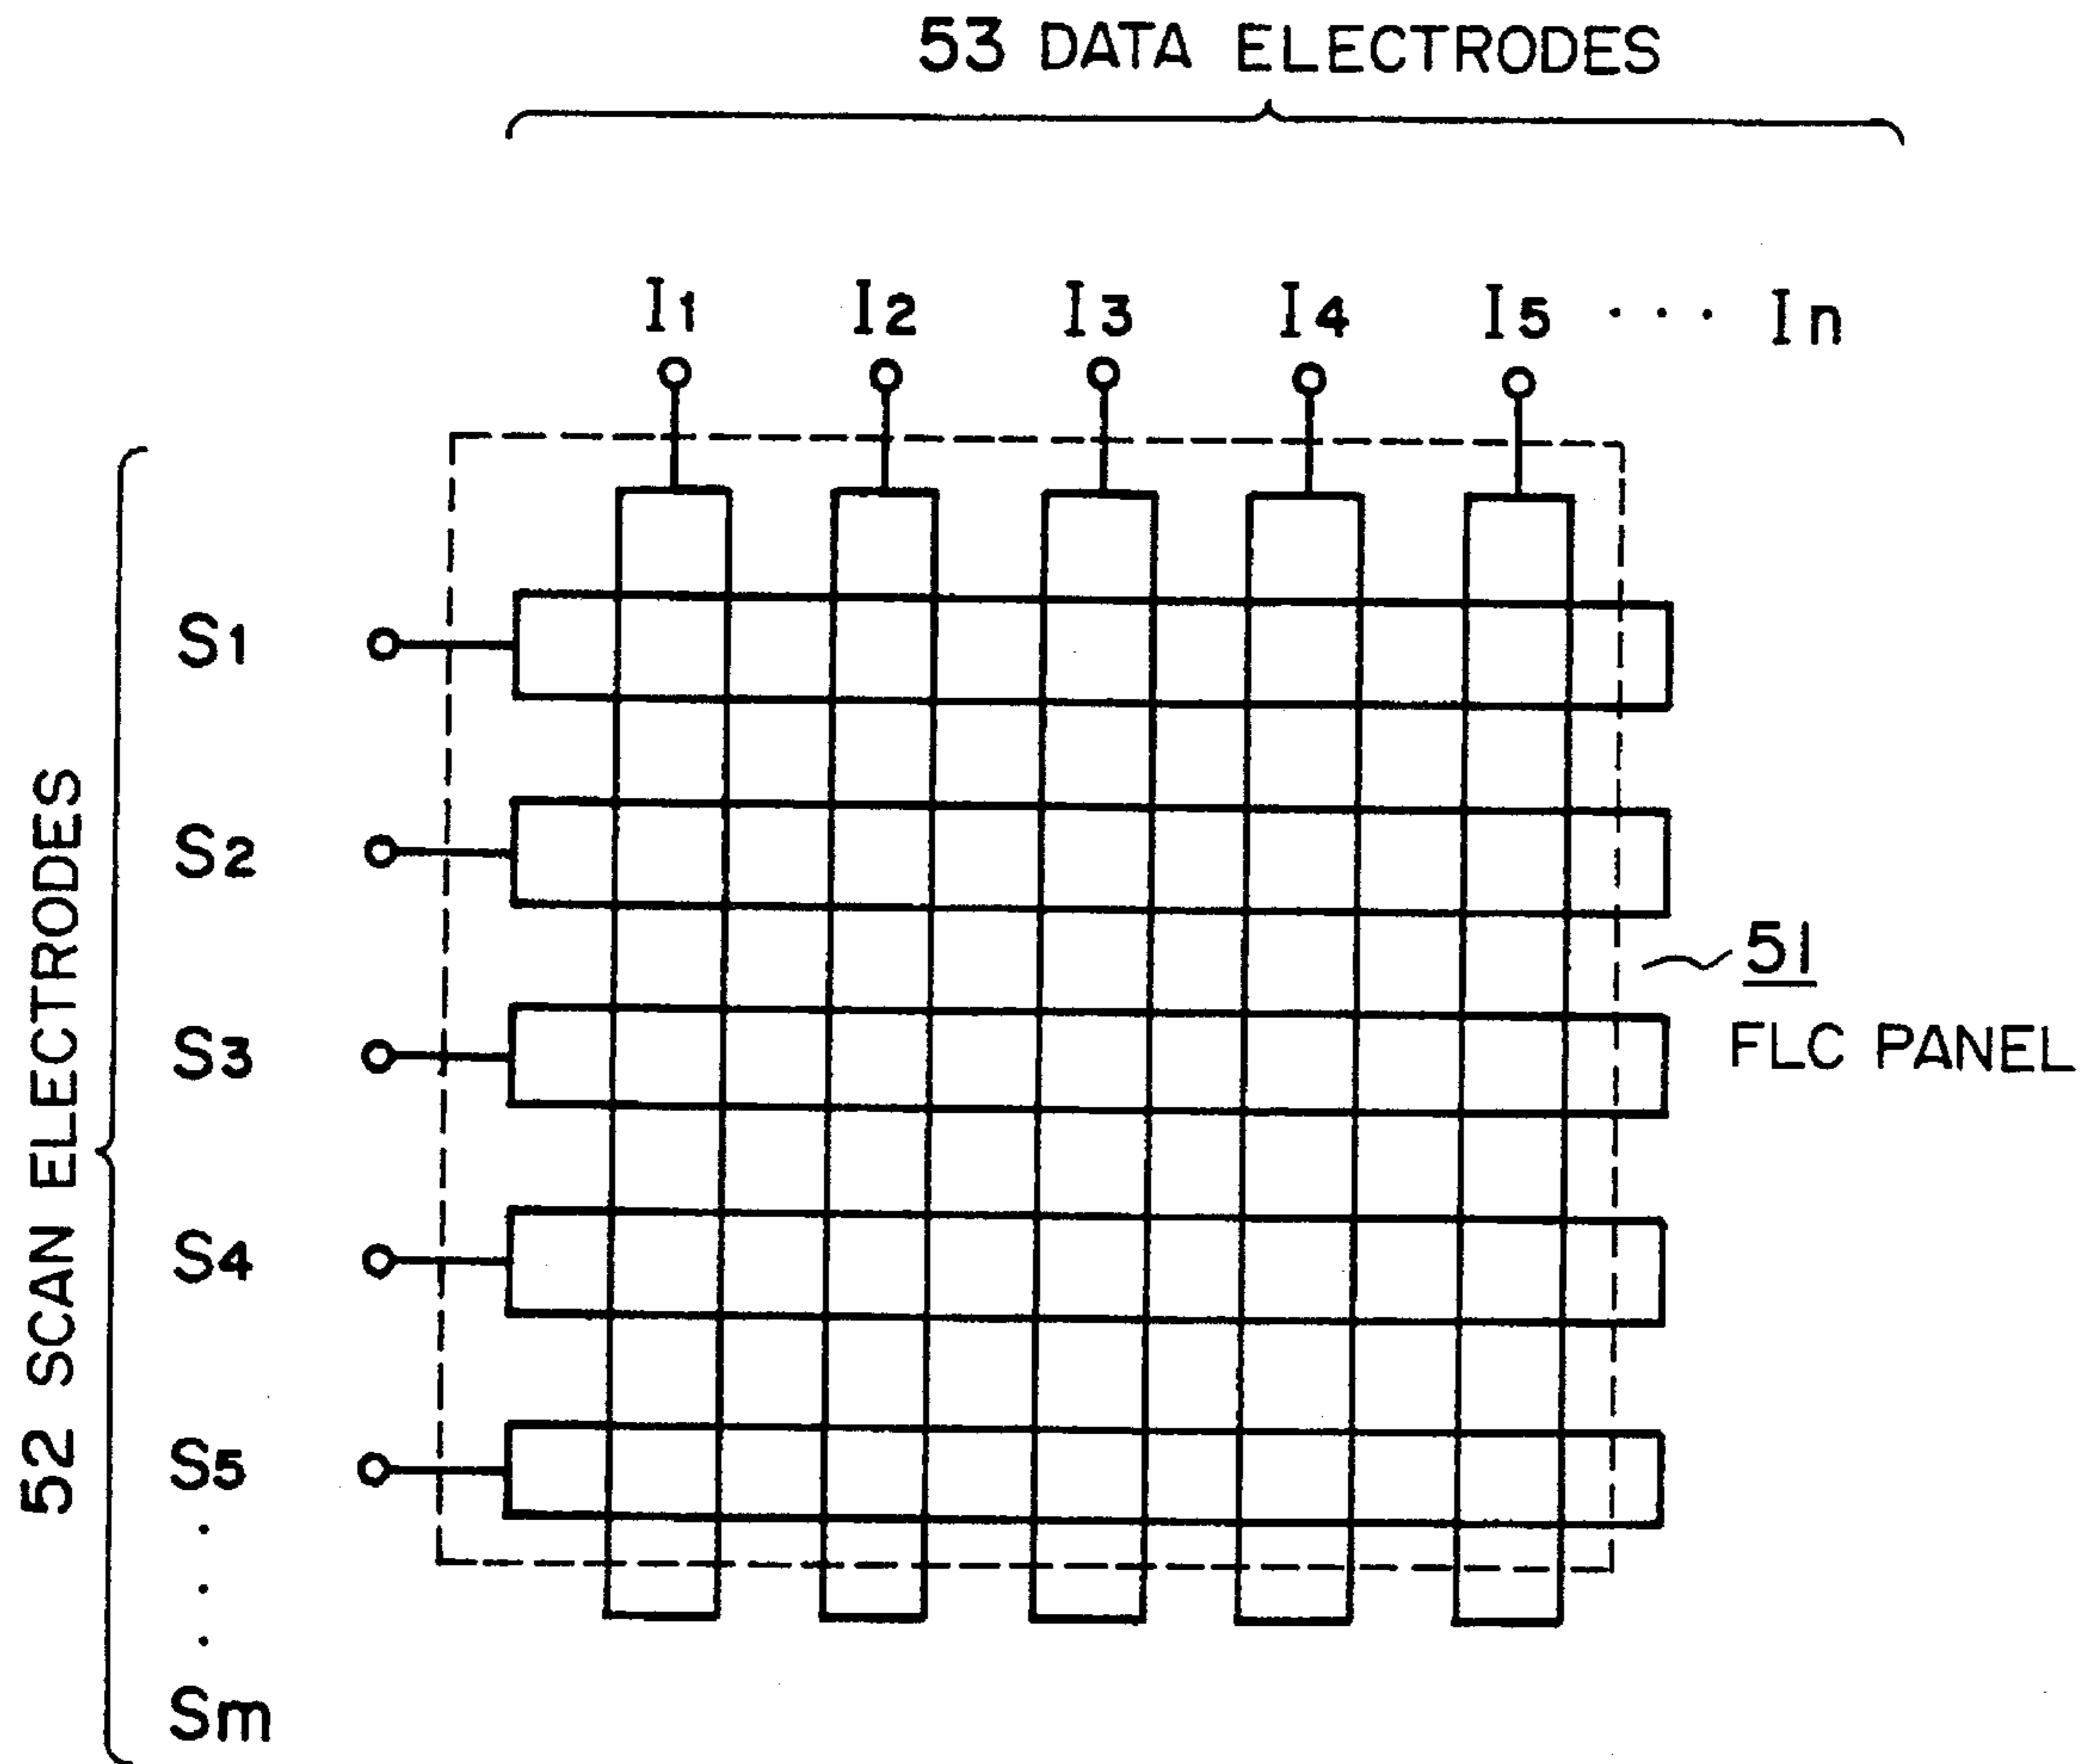 53 DATA ELECTRODES
I1 I2 I3 I4 I5 · · · In
52 SCAN ELECTRODES
S1
S2
S3
S4
S5
·
·
·
Sm
51
FLC PANEL